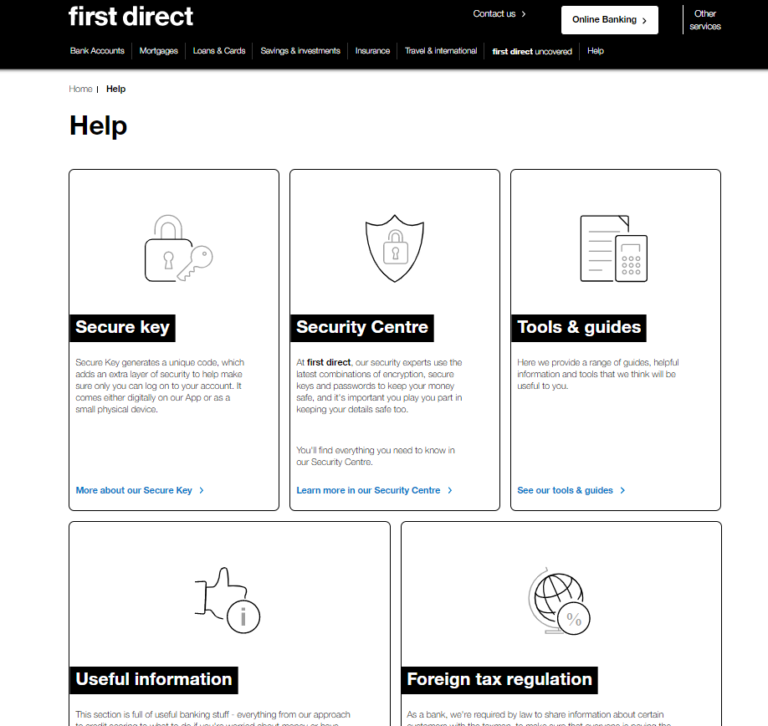 first direct
Contact us
Online Banking
Other
services
Bank Accounts
Mortgages
Loans & Cards
Savings & investments
Insurance
Travel & international
first direct uncovered
Help
Home | Help
Help
Secure key
Secure Key generates a unique code, which
adds an extra layer of security to help make
sure only you can log on to your account. It
comes either digitally on our App or as a
small physical device.
More about our Secure Key
Security Centre
At first direct, our security experts use the
latest combinations of encryption, secure
keys and passwords to keep your money
safe, and it's important you play you part in
keeping your details safe too.
You'll find everything you need to know in
our Security Centre.
Learn more in our Security Centre
Tools & guides
Here we provide a range of guides, helpful
information and tools that we think will be
useful to you.
See our tools & guides
i
Useful information
This section is full of useful banking stuff - everything from our approach
%
Foreign tax regulation
As a bank, we're required by law to share information about certain